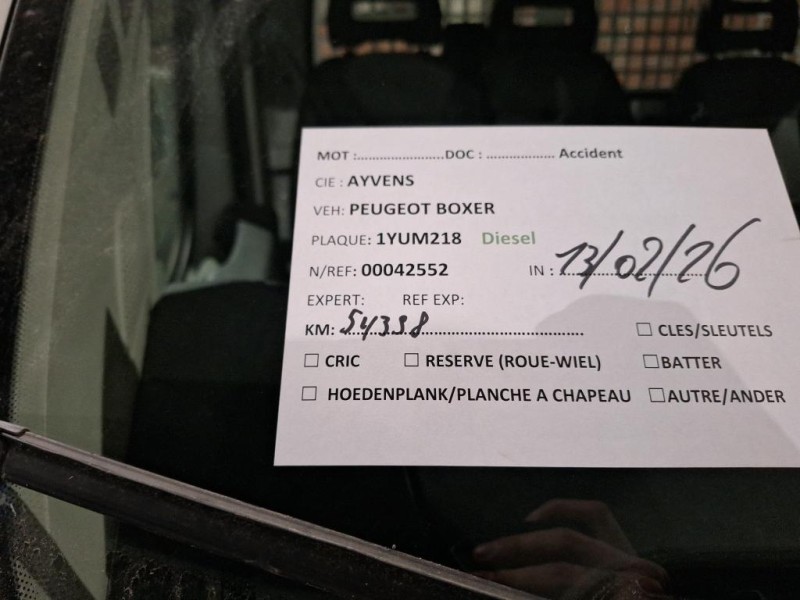 MOT :........................DOC : ................... Accident
CIE : AYVENS
VEH: PEUGEOT BOXER
PLAQUE: 1YUM218 Diesel
N/REF: 00042552 IN : 13/02/26
EXPERT: REF EXP:
KM: 54398 ☐ CLES/SLEUTELS
☐ CRIC ☐ RESERVE (ROUE-WIEL) ☐BATTER
☐ HOEDENPLANK/PLANCHE A CHAPEAU ☐AUTRE/ANDER